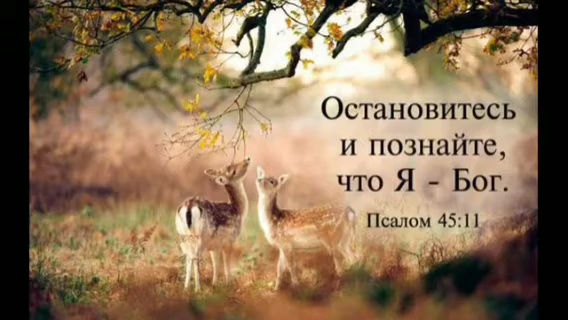 Остановитесь
и познайте,
что Я - Бог.
Псалом 45:11